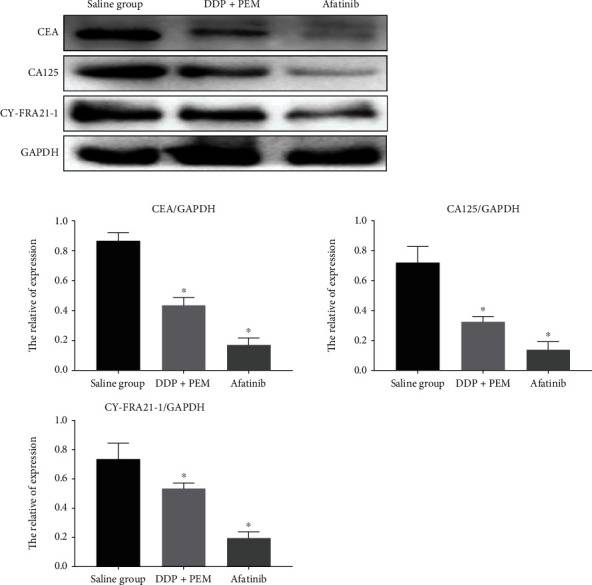 Saline group DDP + PEM Afatinib
CEA
CA125
CY-FRA21-1
GAPDH
CEA/GAPDH
The relative of expression
1.0
0.8
0.6
0.4
0.2
0.0
*
*
Saline group DDP + PEM Afatinib
CA125/GAPDH
The relative of expression
1.0
0.8
0.6
0.4
0.2
0.0
*
*
Saline group DDP + PEM Afatinib
CY-FRA21-1/GAPDH
The relative of expression
1.0
0.8
0.6
0.4
0.2
0.0
*
*
Saline group DDP + PEM Afatinib